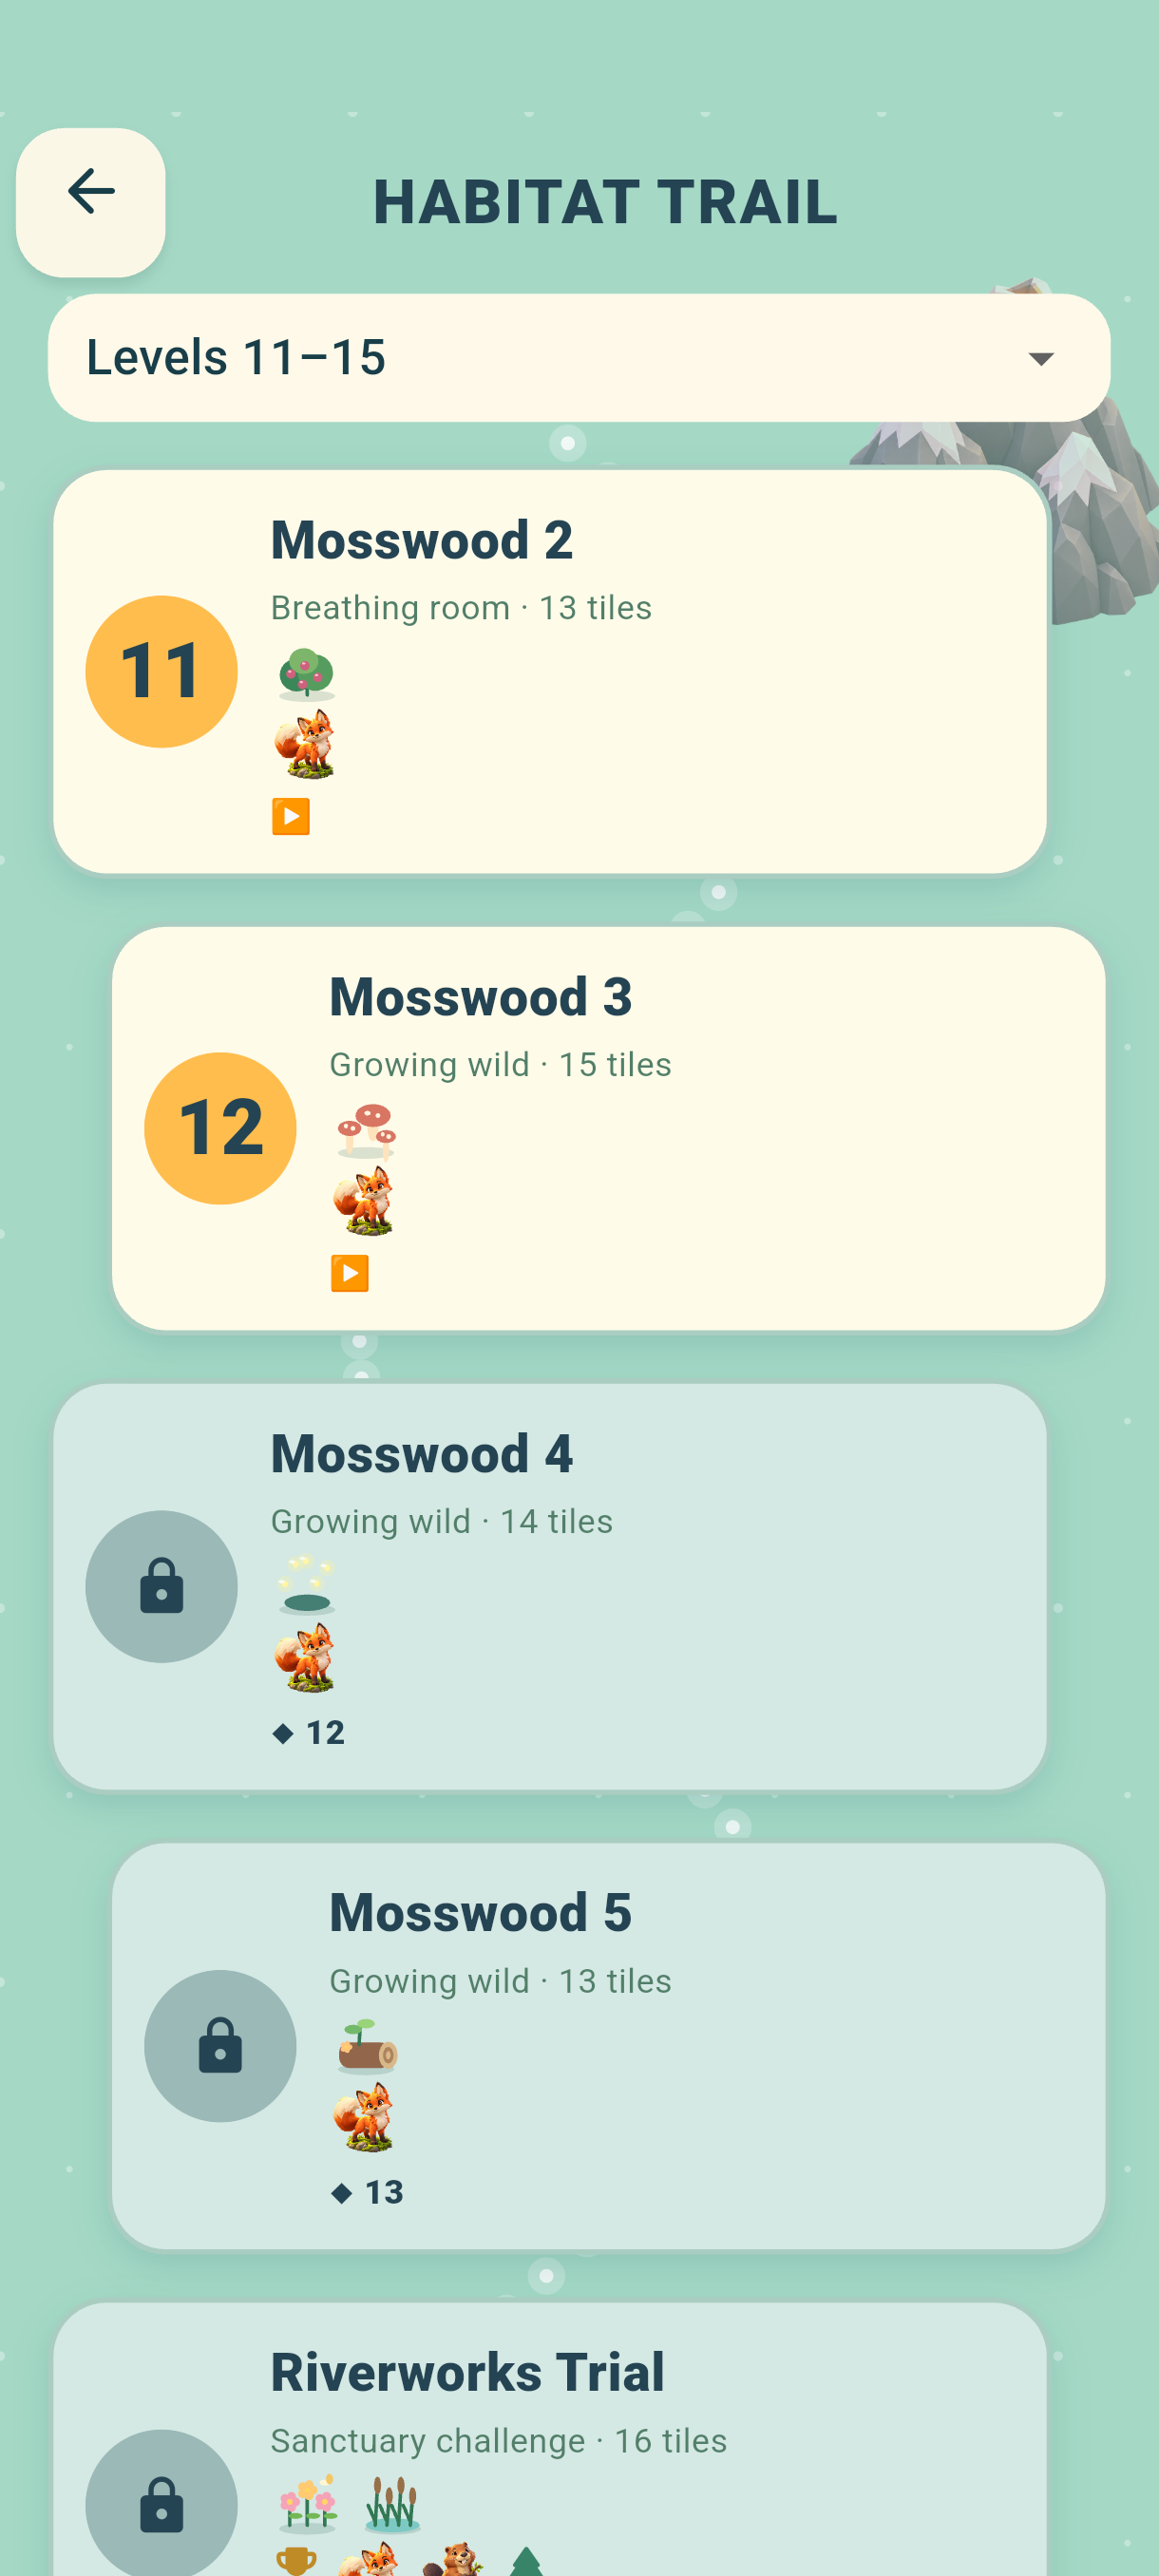 HABITAT TRAIL
Levels 11–15
Mosswood 2
Breathing room · 13 tiles
11
Mosswood 3
Growing wild · 15 tiles
12
Mosswood 4
Growing wild · 14 tiles
◆ 12
Mosswood 5
Growing wild · 13 tiles
◆ 13
Riverworks Trial
Sanctuary challenge · 16 tiles